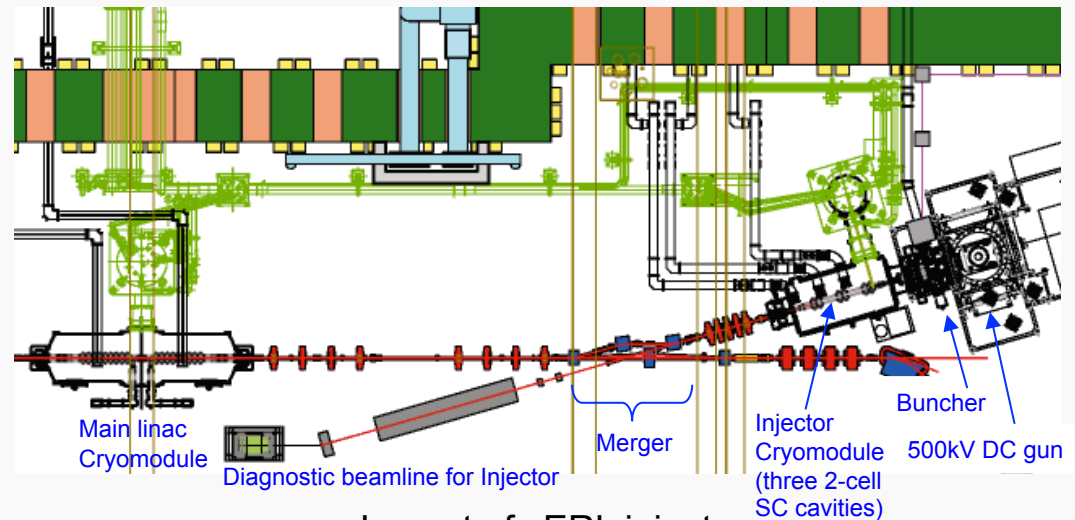 Main linac
Cryomodule
Diagnostic beamline for Injector
Merger
Injector
Cryomodule
(three 2-cell
SC cavities)
Buncher
500kV DC gun